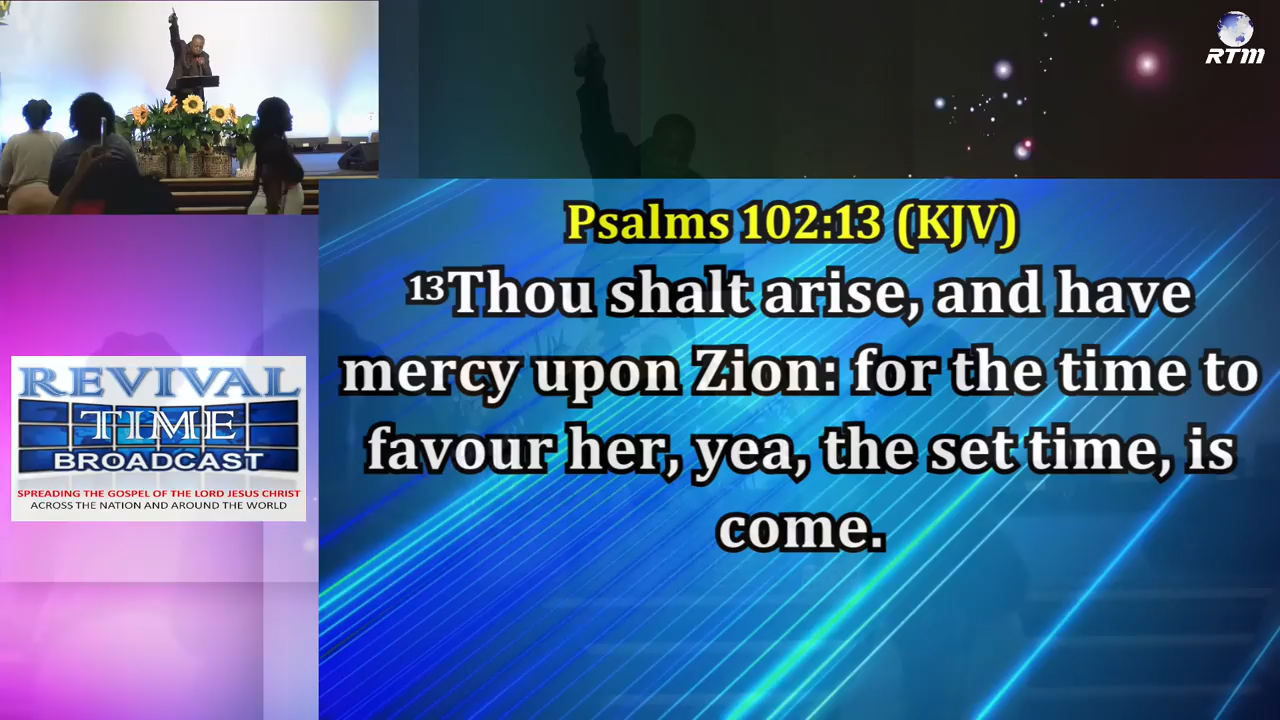 RTM
Psalms 102:13 (KJV)
13Thou shalt arise, and have
mercy upon Zion: for the time to
favour her, yea, the set time, is
come.
REVIVAL
TIME
BROADCAST
SPREADING THE GOSPEL OF THE LORD JESUS CHRIST
ACROSS THE NATION AND AROUND THE WORLD